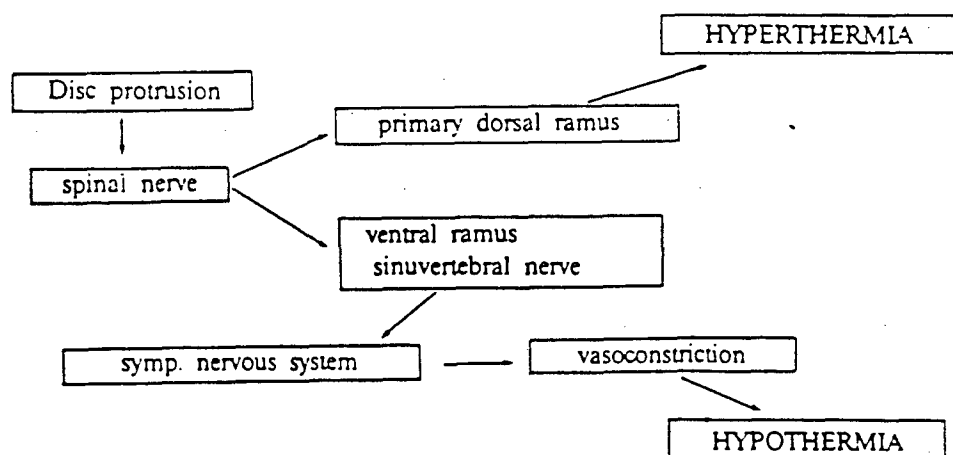 HYPERTHERMIA
Disc protrusion
primary dorsal ramus
spinal nerve
ventral ramus
sinuvertebral nerve
symp. nervous system
vasoconstriction
HYPOTHERMIA